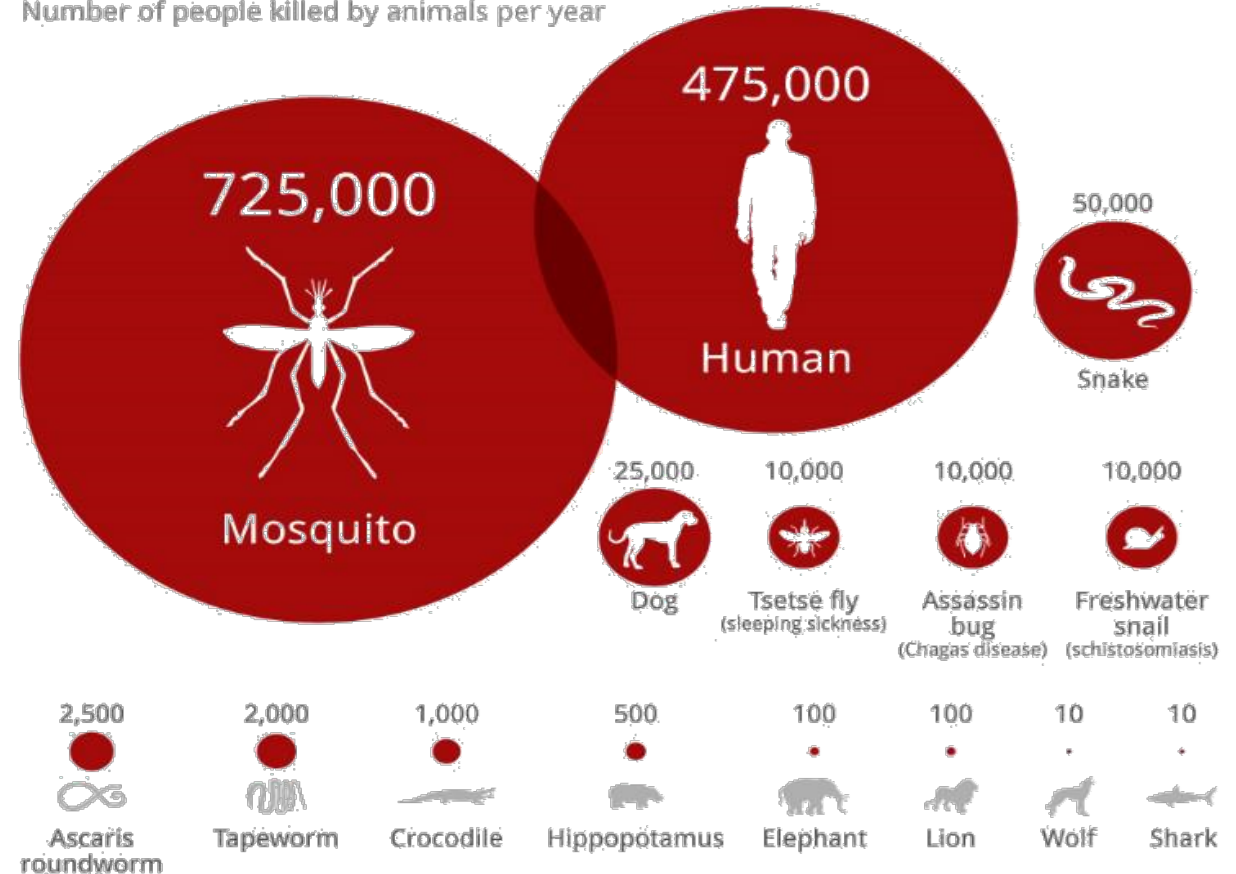 Number of people killed by animals per year
475,000
725,000
50,000
Human
Snake
25,000
10,000
10,000
10,000
Mosquito
Dog
Tsetse fly
(sleeping sickness)
Assassin
bug
(Chagas disease)
Freshwater
snail
(schistosomiasis)
2,500
2,000
1,000
500
100
100
10
10
Ascaris
roundworm
Tapeworm
Crocodile
Hippopotamus
Elephant
Lion
Wolf
Shark